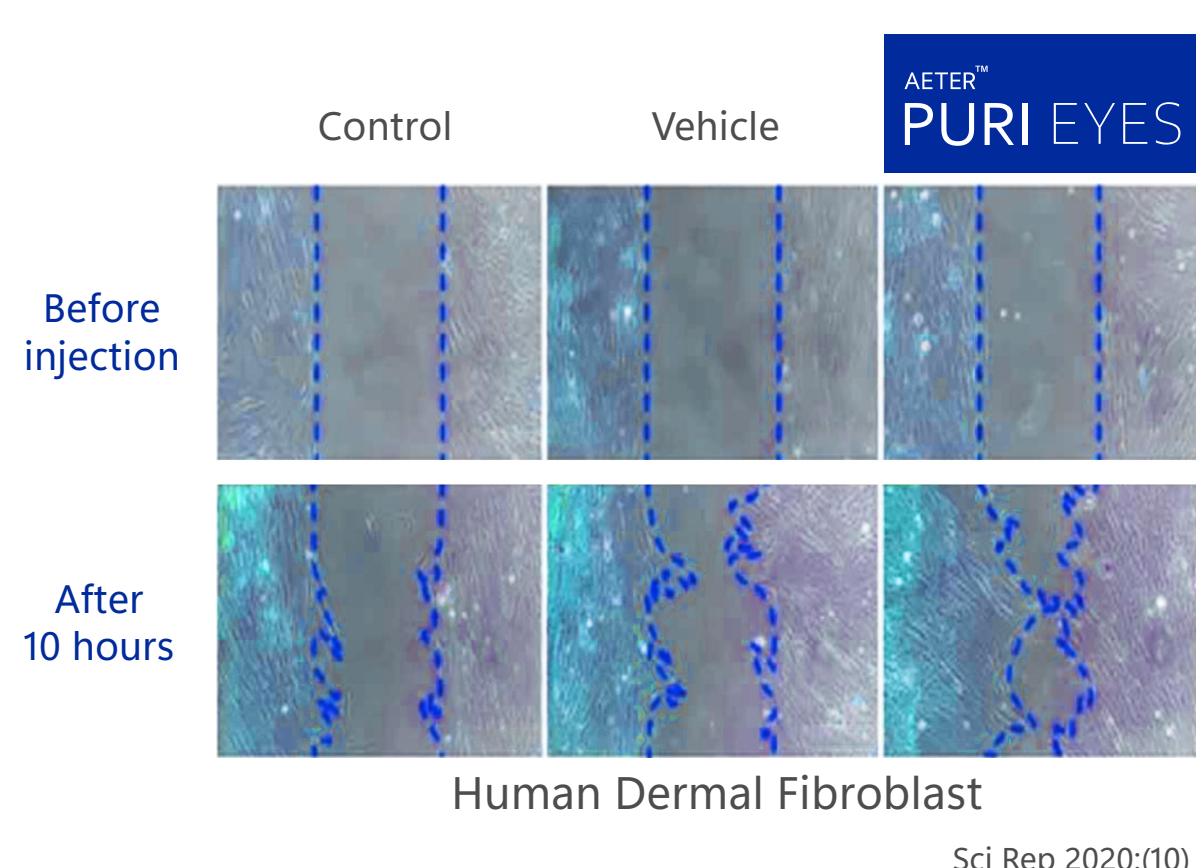 AETER™
PURI EYES
Control
Vehicle
Before
injection
After
10 hours
Human Dermal Fibroblast
Sci Rep 2020;(10)